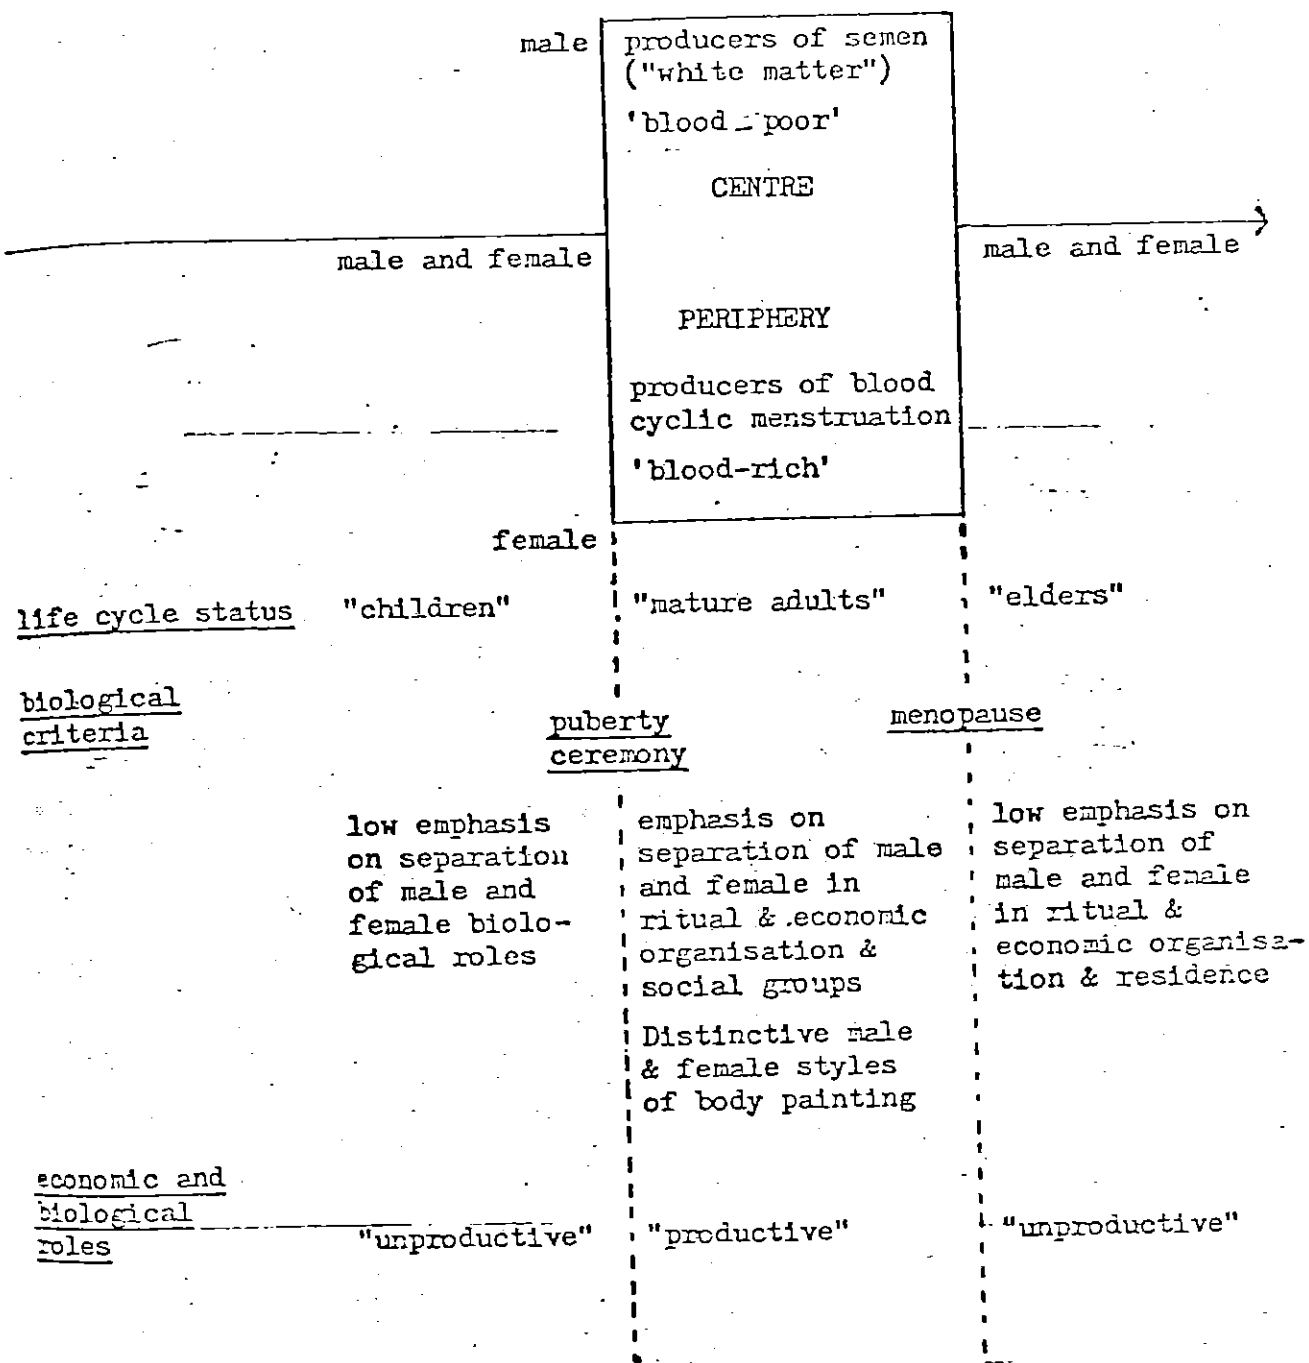 male
producers of semen
("white matter")
'blood - poor'
CENTRE
male and female
male and female
PERIPHERY
producers of blood
cyclic menstruation
'blood-rich'
female
life cycle status "children" "mature adults" "elders"
biological
criteria
puberty
ceremony
menopause
low emphasis
on separation
of male and
female biolo-
gical roles
emphasis on
separation of male
and female in
ritual & economic
organisation &
social groups
Distinctive male
& female styles
of body painting
low emphasis on
separation of
male and female
in ritual &
economic organisa-
tion & residence
economic and
biological
roles
"unproductive" "productive" "unproductive"